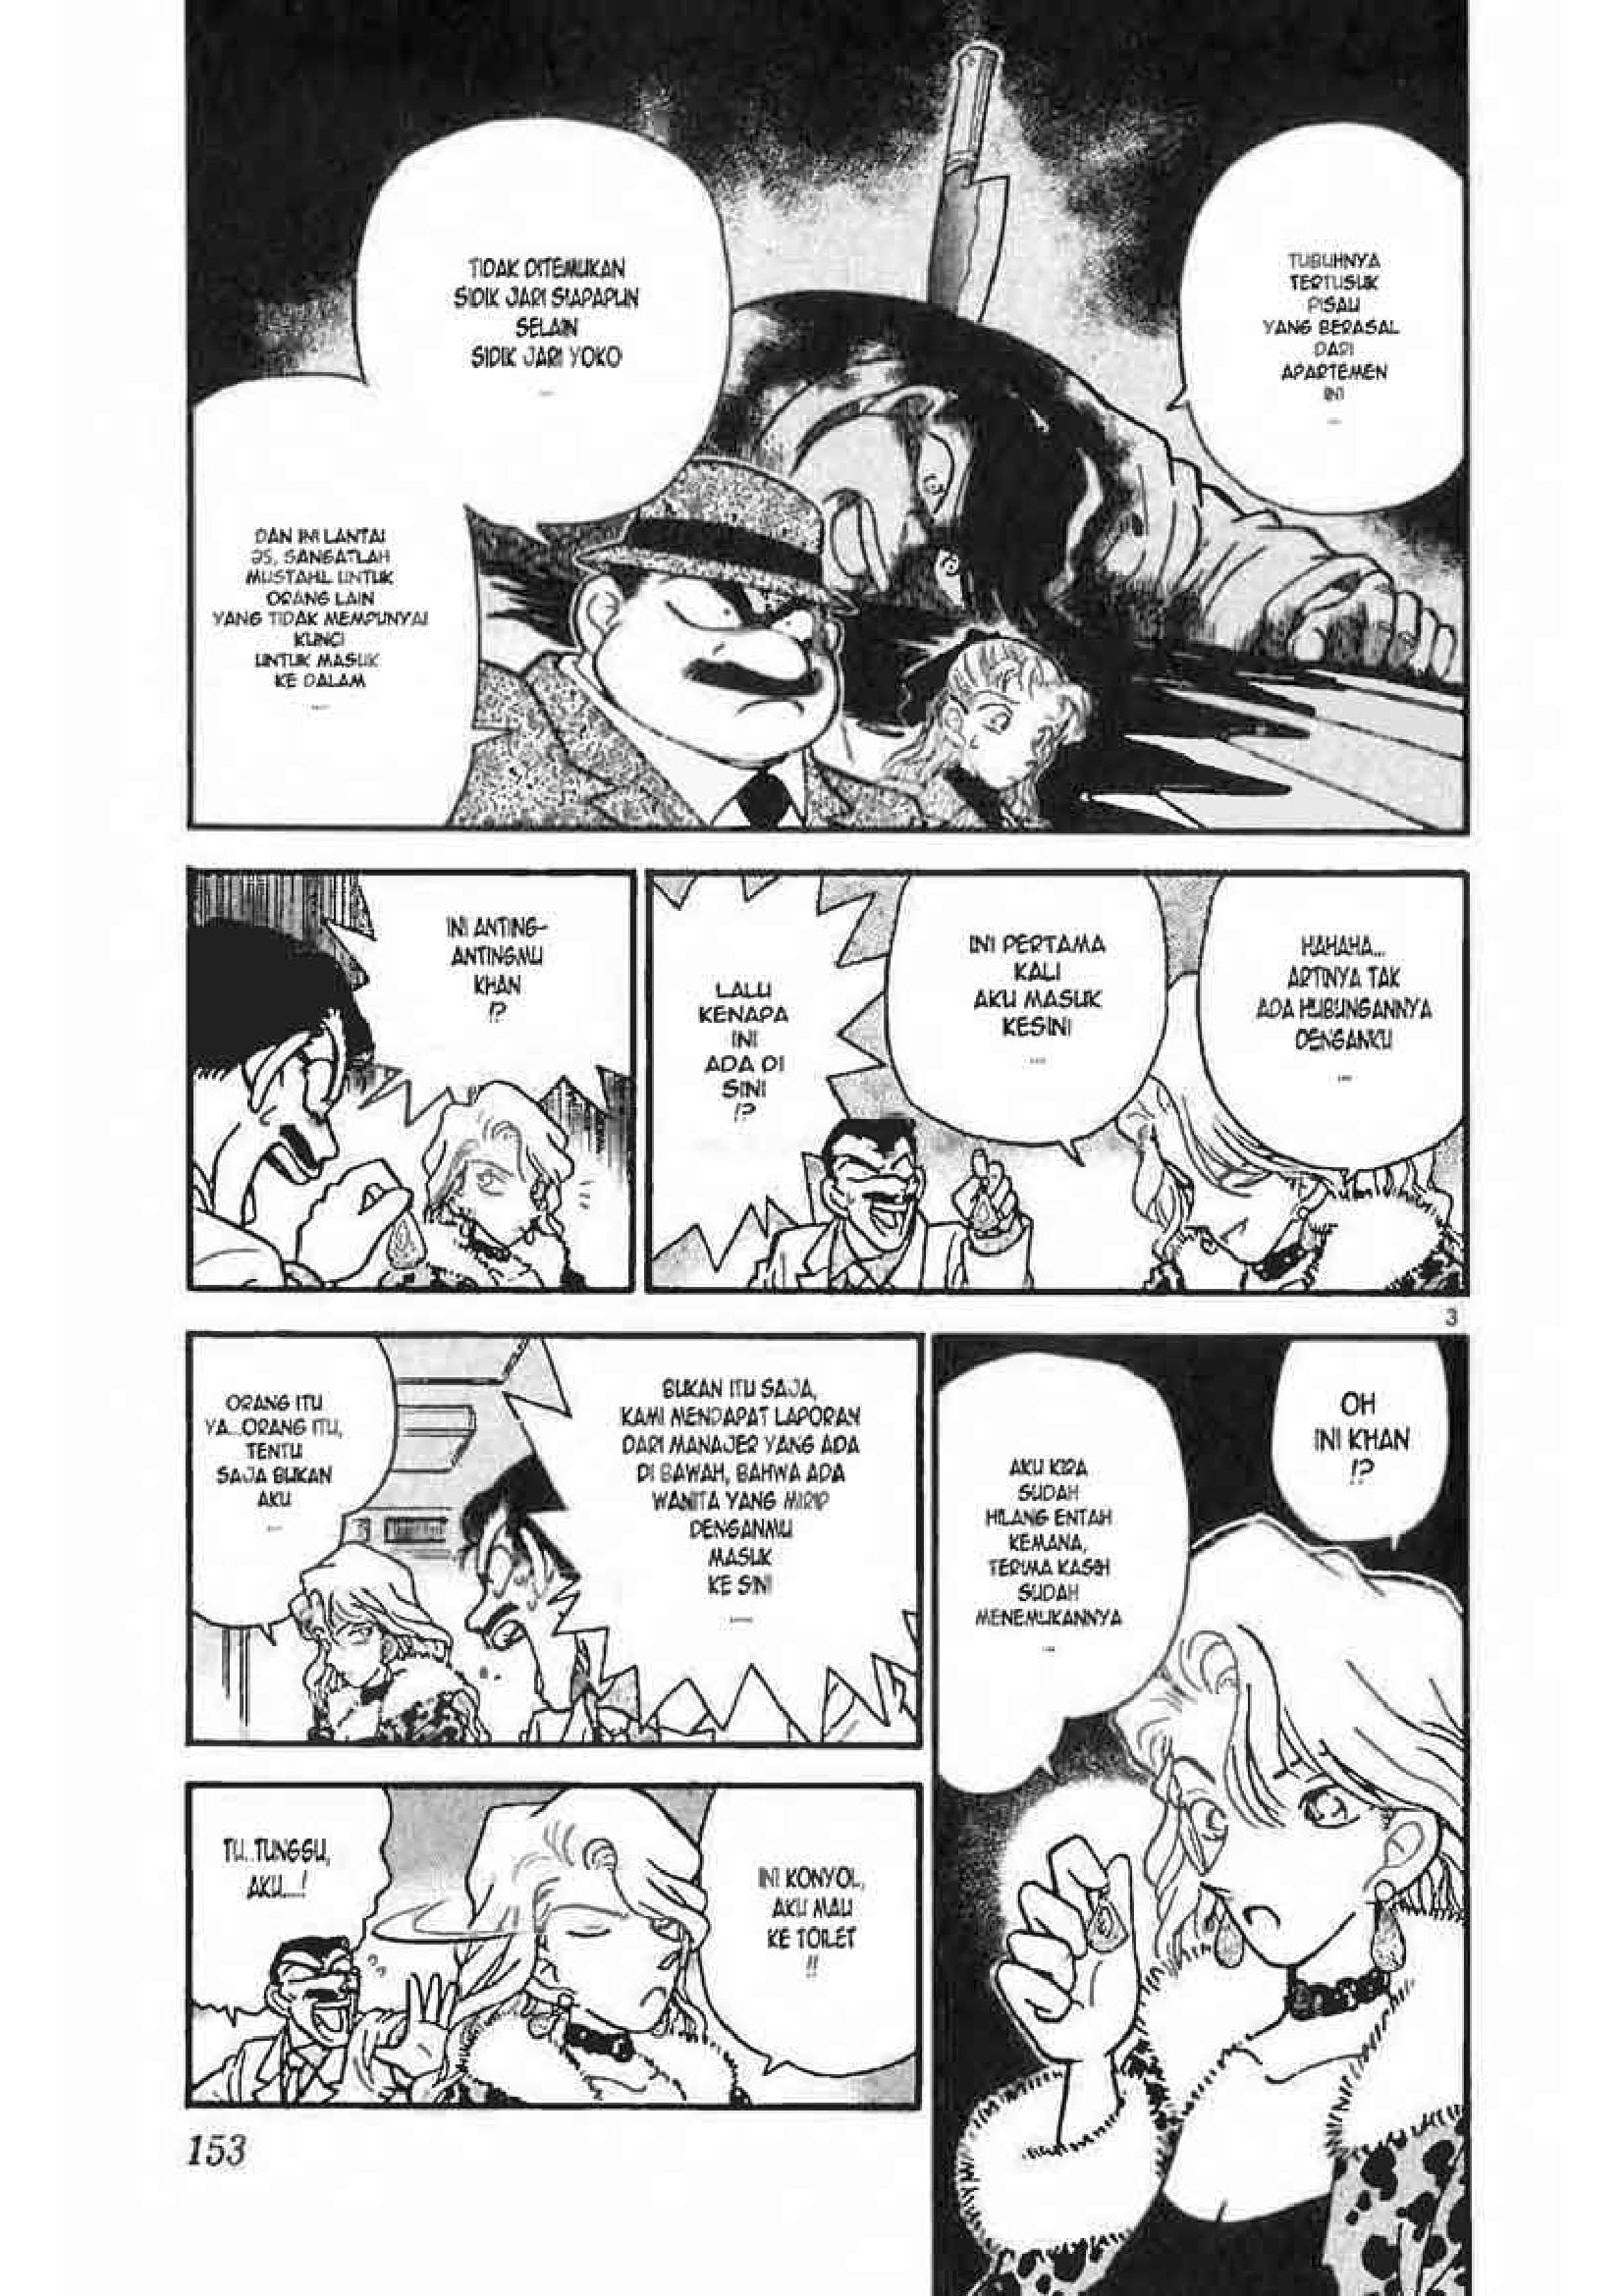 TUBUHNYA
TERTUSUK
PISAU
YANG BERASAL
DARI
APARTEMEN
INI
...
TIDAK DITEMUKAN
SIDIK JARI SIAPAPUN
SELAIN
SIDIK JARI YOKO
...
DAN INI LANTAI
25, SANGATLAH
MUSTAHIL UNTUK
ORANG LAIN
YANG TIDAK MEMPUNYAI
KUNCI
UNTUK MASUK
KE DALAM
....
HAHAHA...
ARTINYA TAK
ADA HUBUNGANNYA
DENGANKU
...
INI PERTAMA
KALI
AKU MASUK
KESINI
...
LALU
KENAPA
INI
ADA DI
SINI
!?
INI ANTING-
ANTINGMU
KHAN
!?
3
OH
INI KHAN
!?
AKU KIRA
SUDAH
HILANG ENTAH
KEMANA,
TERIMA KASIH
SUDAH
MENEMUKANNYA
...
BUKAN ITU SAJA,
KAMI MENDAPAT LAPORAN
DARI MANAJER YANG ADA
DI BAWAH, BAHWA ADA
WANITA YANG MIRIP
DENGANMU
MASUK
KE SINI
.....
ORANG ITU
YA...ORANG ITU,
TENTU
SAJA BUKAN
AKU
...
INI KONYOL,
AKU MAU
KE TOILET
!!
TU...TUNGGU,
AKU....!
153